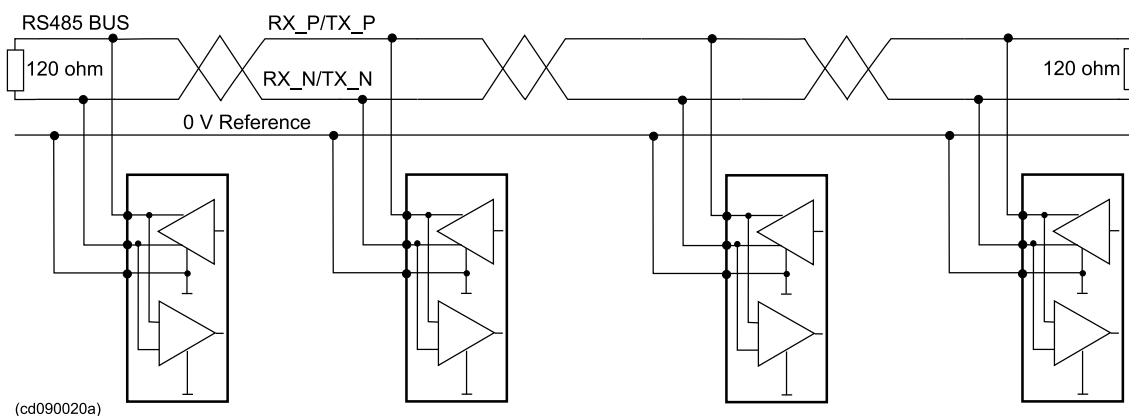 RS485 BUS
RX_P/TX_P
120 ohm
RX_N/TX_N
120 ohm
0 V Reference
(cd090020a)